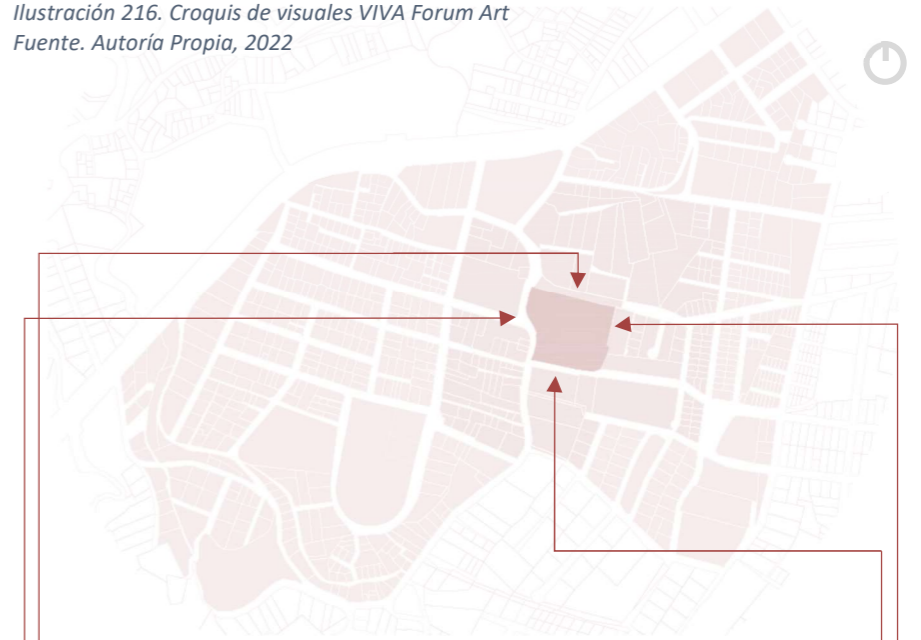 Ilustración 216. Croquis de visuales VIVA Forum Art
Fuente. Autoría Propia, 2022